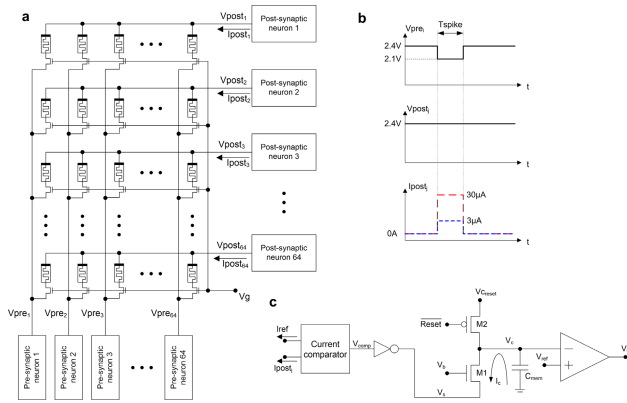 a
Vpost1
Ipost1
Post-synaptic
neuron 1
Vpost2
Ipost2
Post-synaptic
neuron 2
Vpost3
Ipost3
Post-synaptic
neuron 3
Vpost64
Ipost64
Post-synaptic
neuron 64
Vg
Vpre1
Vpre2
Vpre3
Vpre64
Pre-synaptic
neuron 1
Pre-synaptic
neuron 2
Pre-synaptic
neuron 3
Pre-synaptic
neuron 64
b
Vprei
Tspike
2.4V
2.1V
t
Vpostj
2.4V
t
Ipostj
30µA
3µA
0A
t
c
Iref
Ipostj
Current
comparator
Vcomp
VCreset
Reset
M2
Vc
Vb
M1
Vs
Ic
Cmem
Vref
-
+
V